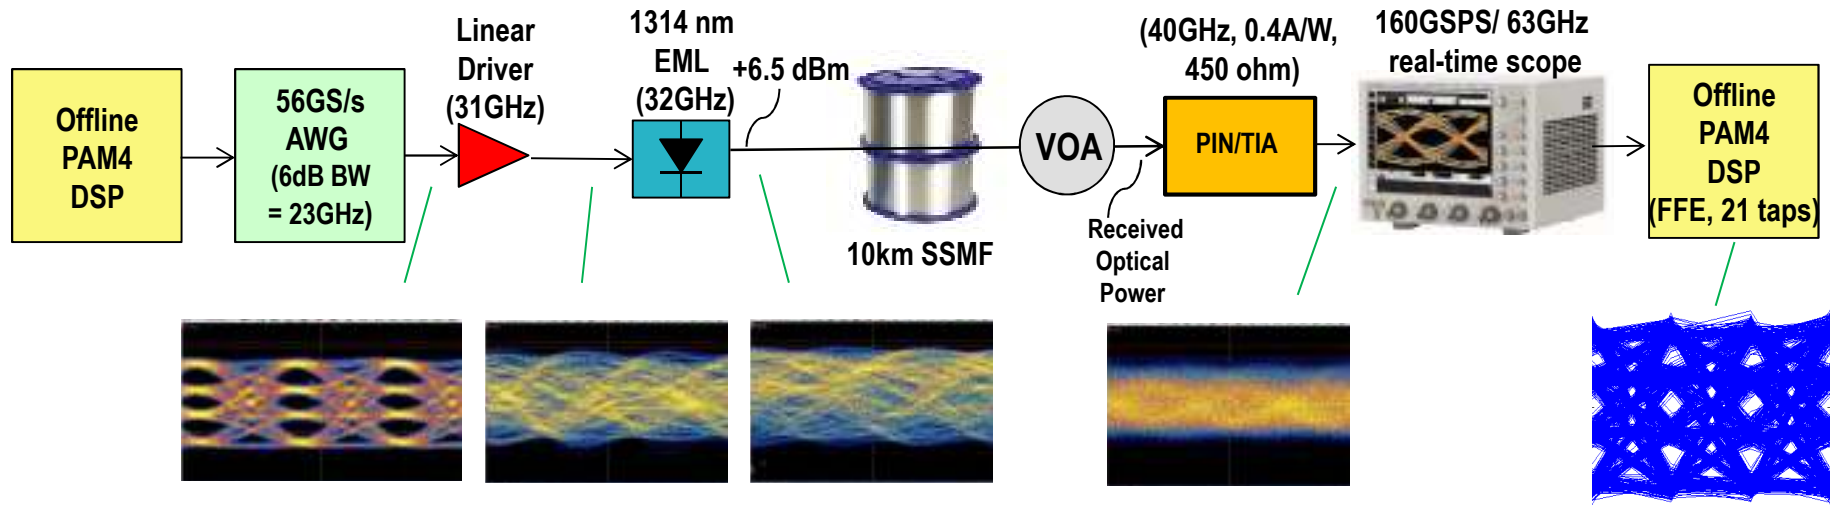 Offline
PAM4
DSP
56GS/s
AWG
(6dB BW
= 23GHz)
Linear
Driver
(31GHz)
1314 nm
EML
(32GHz)
+6.5 dBm
10km SSMF
VOA
Received
Optical
Power
(40GHz, 0.4A/W,
450 ohm)
PIN/TIA
160GSPS/ 63GHz
real-time scope
Offline
PAM4
DSP
(FFE, 21 taps)